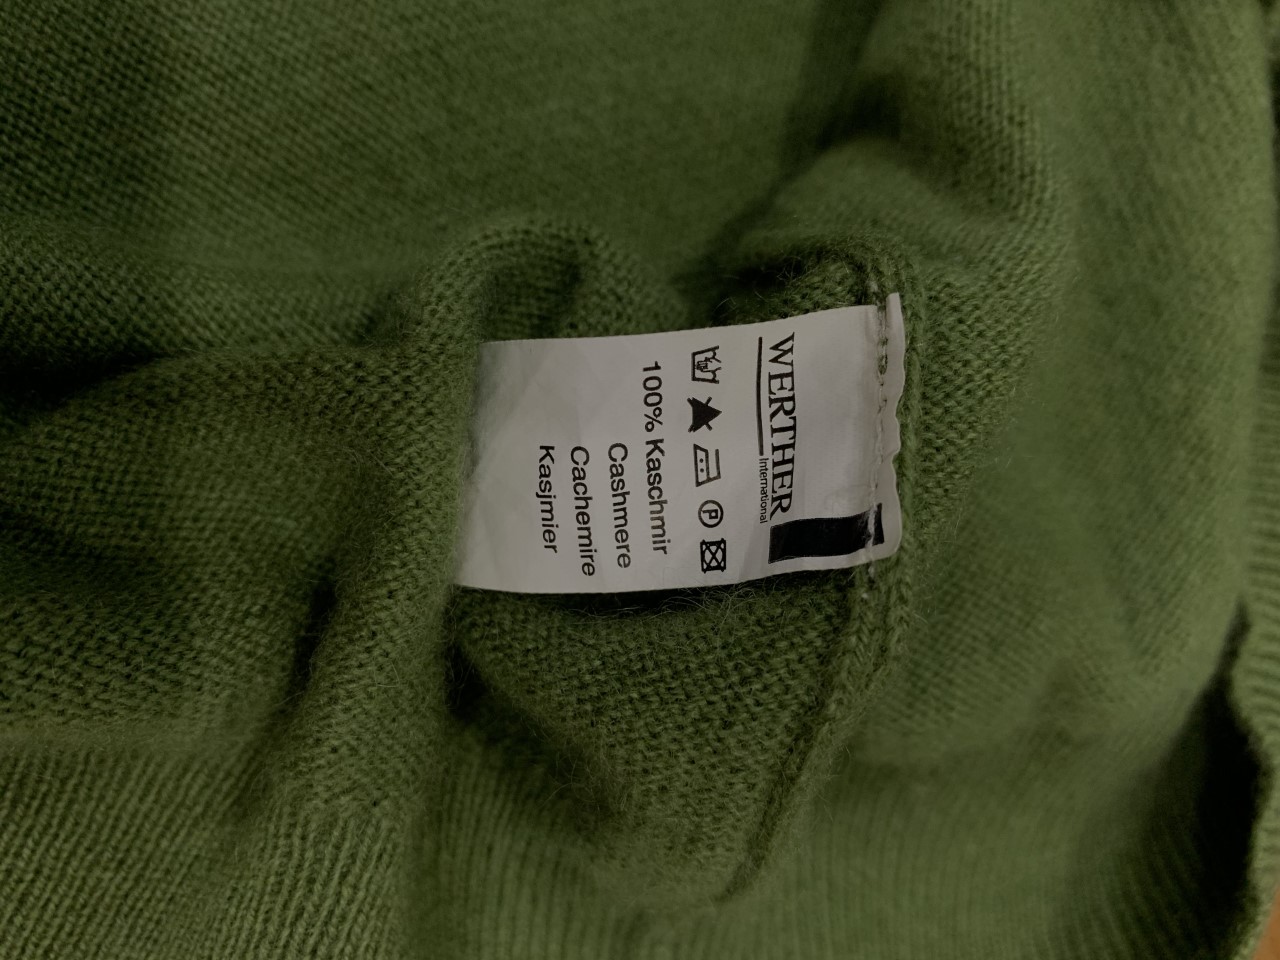 WERTHER
International
P
100% Kaschmir
Cashmere
Cachemire
Kasjmier